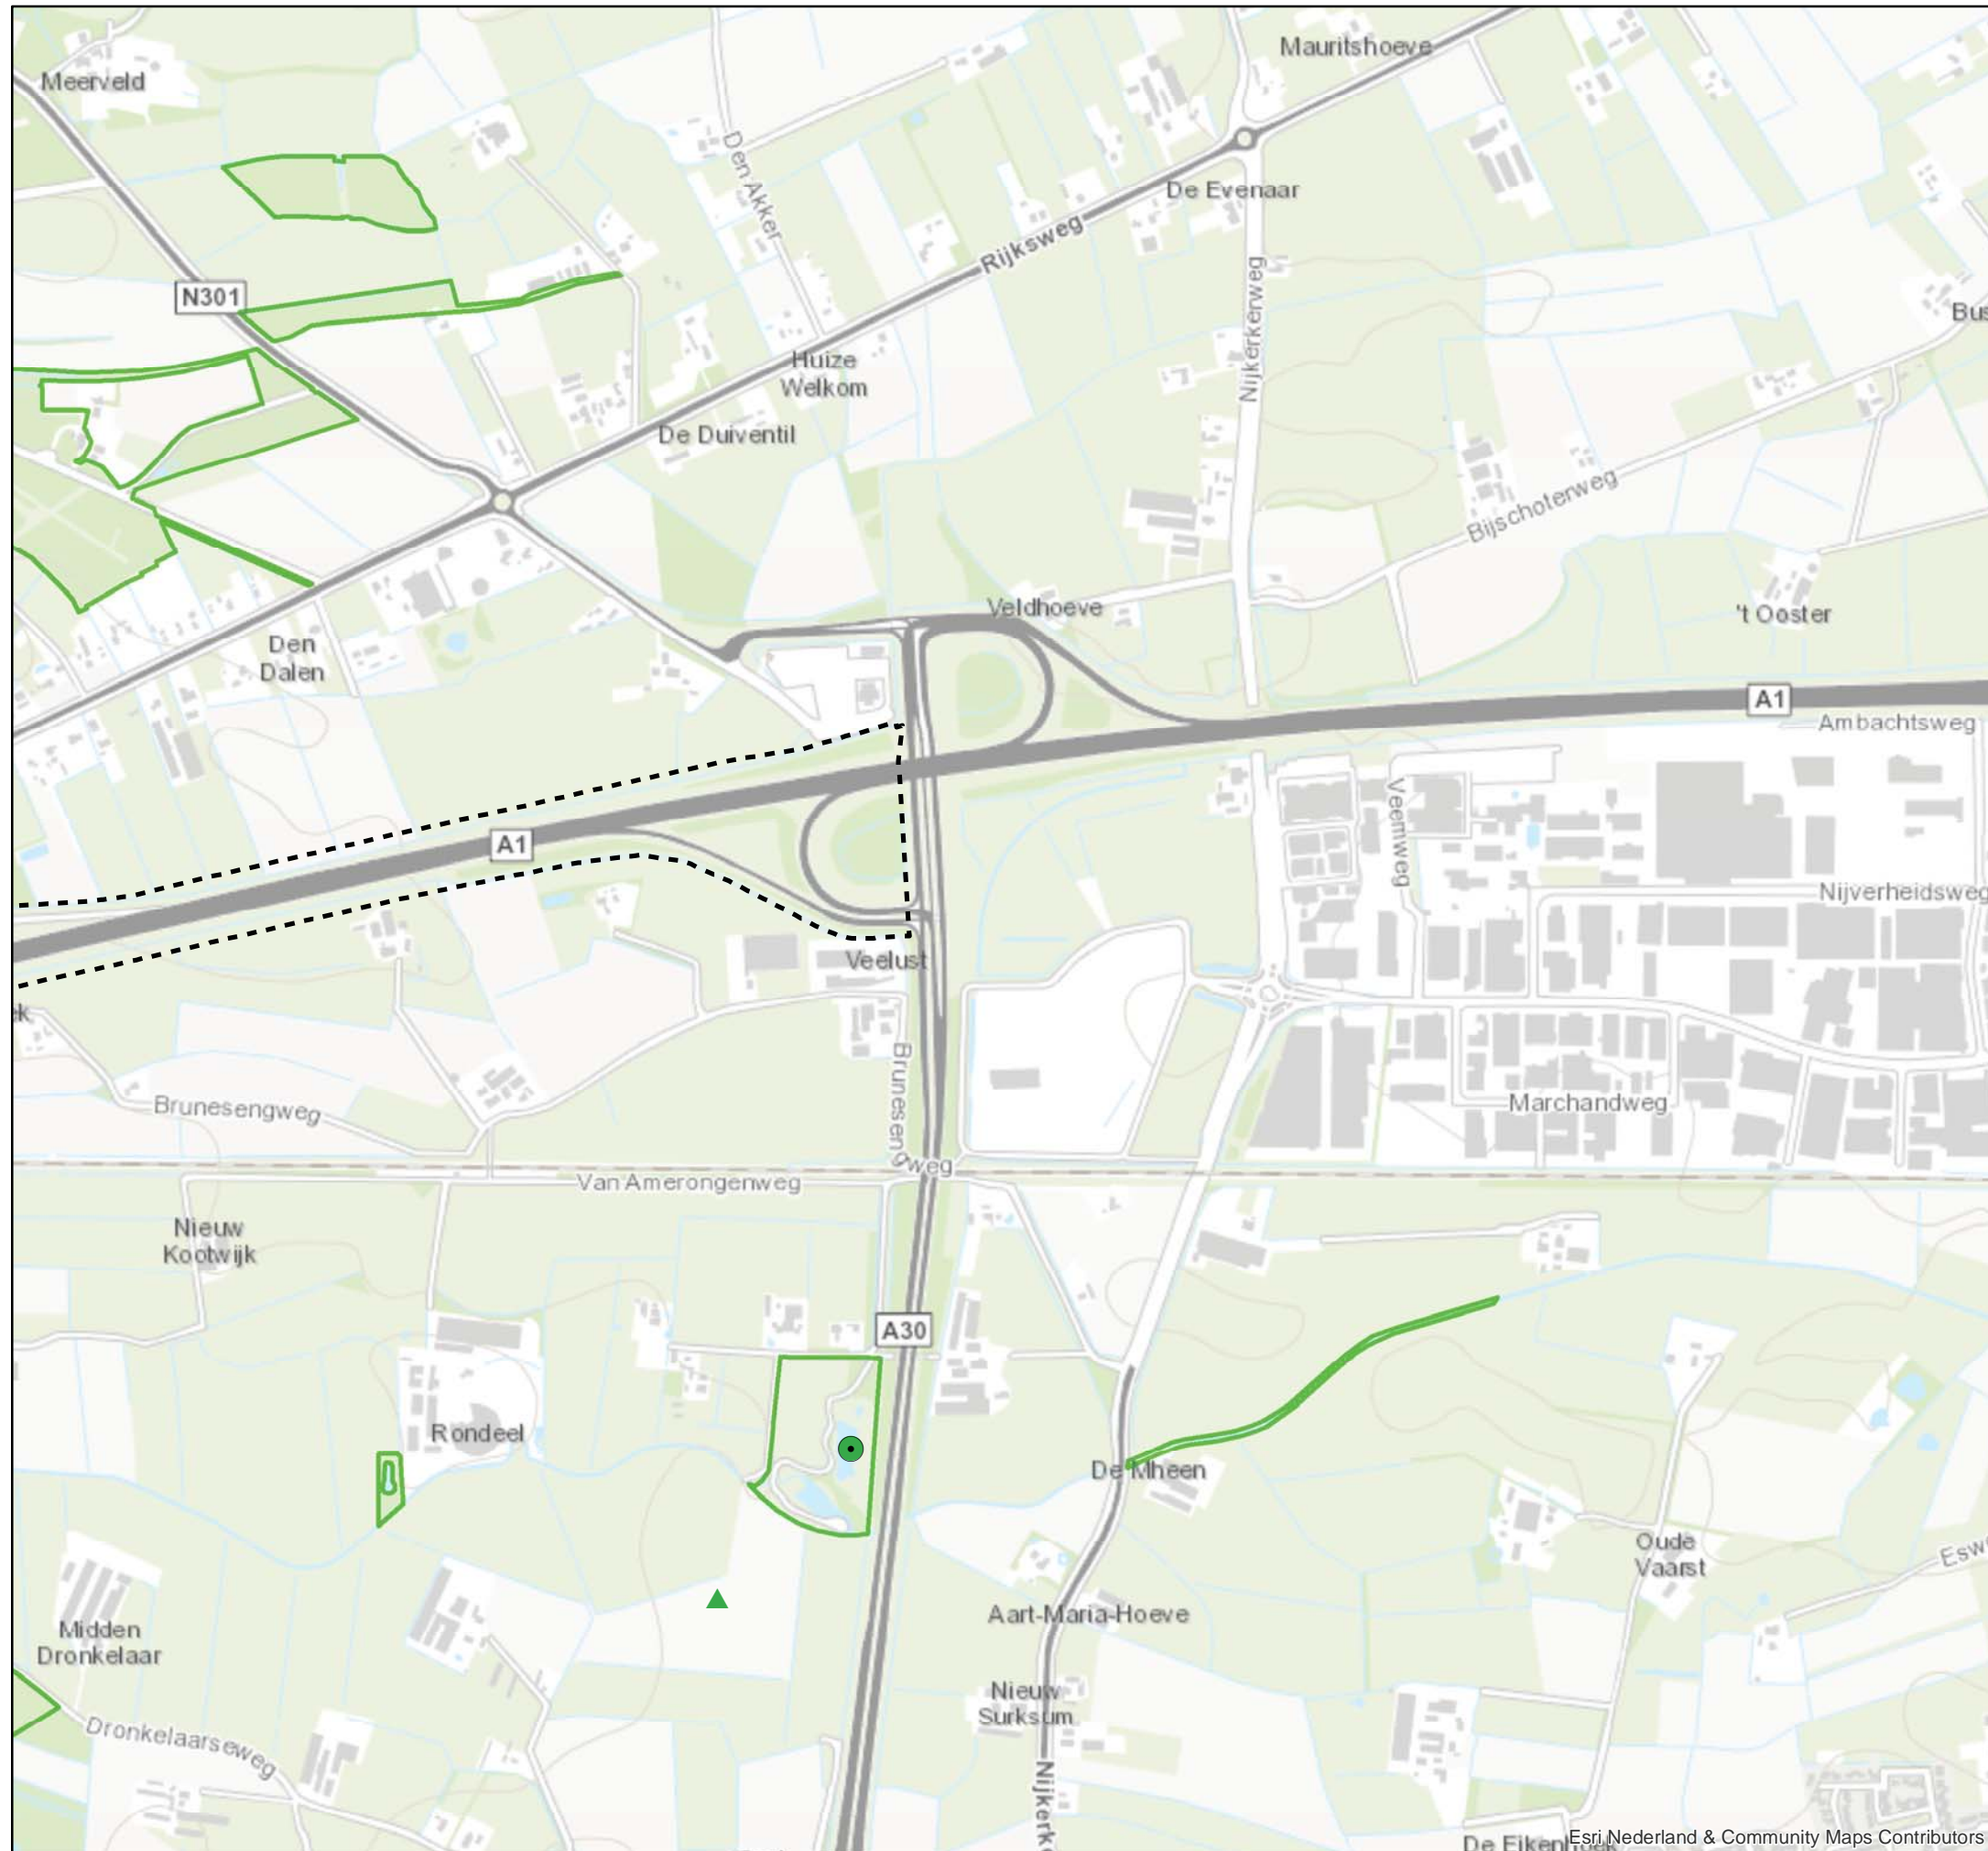 Mauritshoeve
Meerveld
Den Akker
De Evenaar
Rijksweg
N301
Nijkerkerweg
Huize
Welkom
De Duiventil
Bijschoterweg
Veldhoeve
't Ooster
Den
Dalen
A1
Ambachtsweg
Veemweg
A1
Nijverheidsweg
Veelust
Brunesengweg
Brunesengweg
Marchandweg
Van Amerongenweg
Nieuw
Kootwijk
A30
Rondeel
De Mheen
Oude
Vaarst
Aart-Maria-Hoeve
Midden
Dronkelaar
Nieuw
Surksum
Dronkelaarseweg
Esri Nederland & Community Maps Contributors